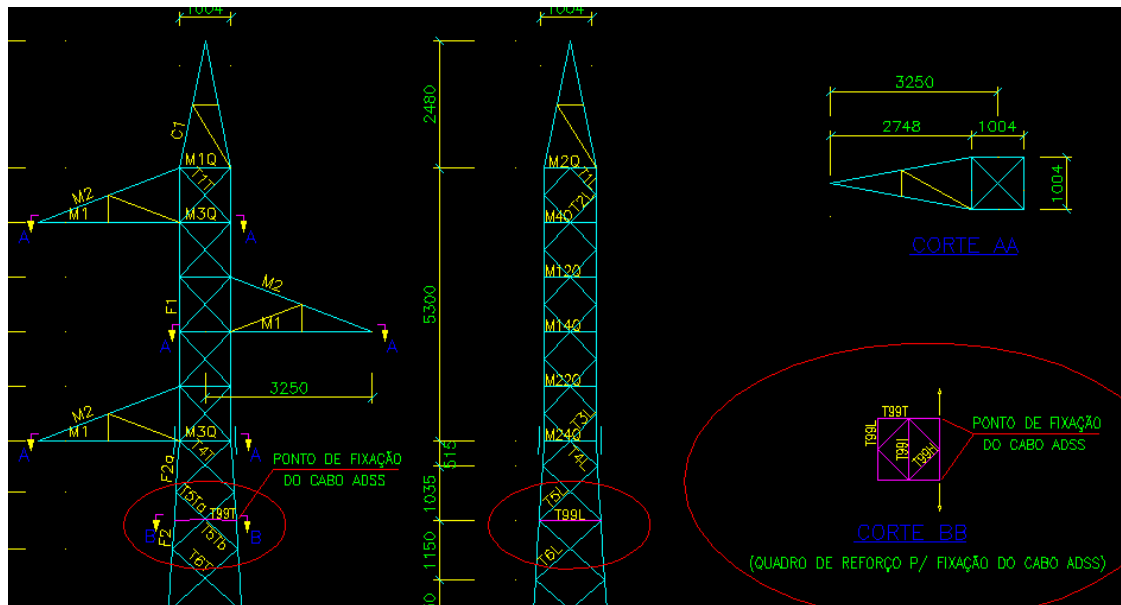 1004
1004
3250
2748
1004
1004
CORTE AA
2480
C1
M1Q
T1T
M2
M1
M3Q
A
A
M2
F1
M1
A
A
5300
3250
M2
M1
M3Q
A
A
T4T
F2a
515
PONTO DE FIXAÇÃO
DO CABO ADSS
T5Ta
T99T
1035
B
B
F2
T5Tb
T6T
1150
M2Q
T1L
T2L
M4Q
M12Q
M14Q
M22Q
T3L
M24Q
T4L
T5L
T99L
T6L
T99T
T99L
T99I
T99H
PONTO DE FIXAÇÃO
DO CABO ADSS
CORTE BB
(QUADRO DE REFORÇO P/ FIXAÇÃO DO CABO ADSS)